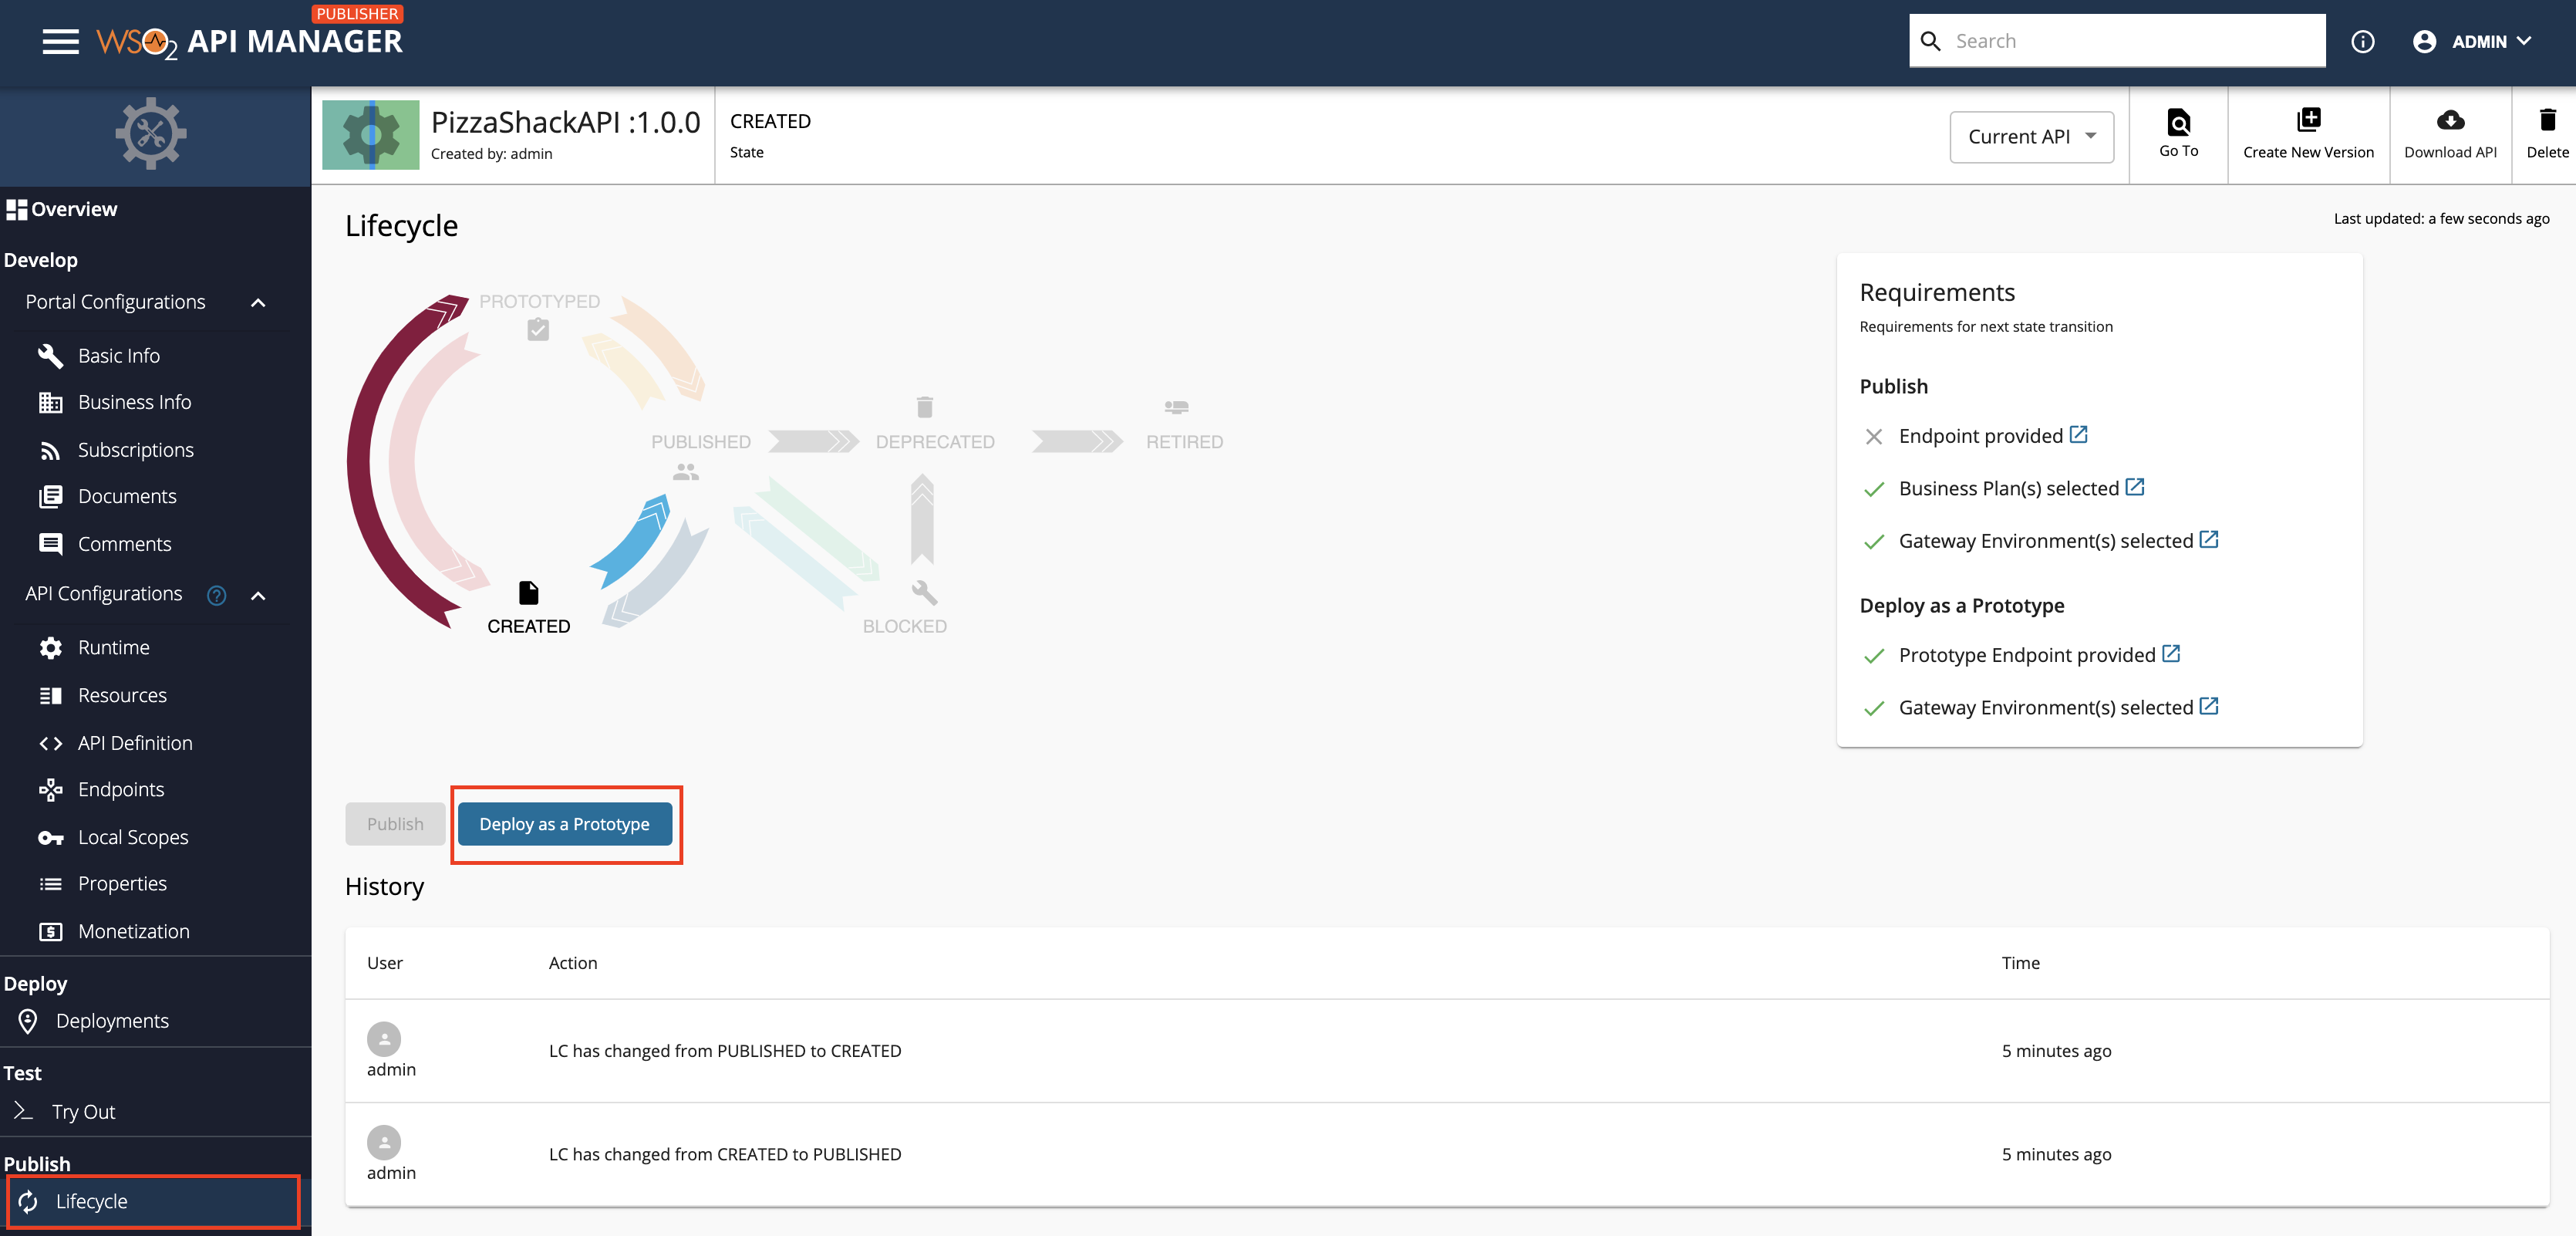 PUBLISHER
WSO2 API MANAGER
Search
ADMIN
PizzaShackAPI :1.0.0
Created by: admin
CREATED
State
Current API
Go To
Create New Version
Download API
Delete
Overview
Develop
Portal Configurations
Basic Info
Business Info
Subscriptions
Documents
Comments
API Configurations
Runtime
Resources
API Definition
Endpoints
Local Scopes
Properties
Monetization
Deploy
Deployments
Test
Try Out
Publish
Lifecycle
Lifecycle
Last updated: a few seconds ago
PROTOTYPED
PUBLISHED
DEPRECATED
RETIRED
CREATED
BLOCKED
Requirements
Requirements for next state transition
Publish
Endpoint provided
Business Plan(s) selected
Gateway Environment(s) selected
Deploy as a Prototype
Prototype Endpoint provided
Gateway Environment(s) selected
Publish
Deploy as a Prototype
History
User Action Time
admin
LC has changed from PUBLISHED to CREATED
5 minutes ago
admin
LC has changed from CREATED to PUBLISHED
5 minutes ago